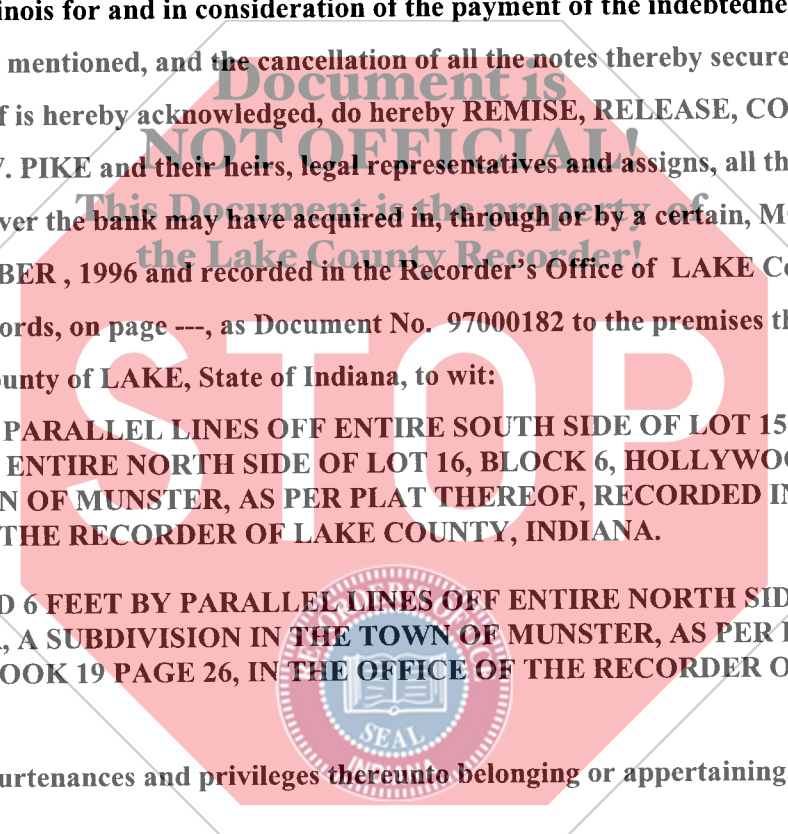 inois for and in consideration of the payment of the indebtedne
mentioned, and the cancellation of all the notes thereby secure
Document is
f is hereby acknowledged, do hereby REMISE, RELEASE, CO
NOT OFFICIAL!
. PIKE and their heirs, legal representatives and assigns, all th
This Document is the property of
ver the bank may have acquired in, through or by a certain, M
the Lake County Recorder!
BER , 1996 and recorded in the Recorder's Office of LAKE Co
ords, on page ---, as Document No. 97000182 to the premises th
STOP
ounty of LAKE, State of Indiana, to wit:
PARALLEL LINES OFF ENTIRE SOUTH SIDE OF LOT 15
ENTIRE NORTH SIDE OF LOT 16, BLOCK 6, HOLLYWOO
N OF MUNSTER, AS PER PLAT THEREOF, RECORDED IN
THE RECORDER OF LAKE COUNTY, INDIANA.
D 6 FEET BY PARALLEL LINES OFF ENTIRE NORTH SID
, A SUBDIVISION IN THE TOWN OF MUNSTER, AS PER
OOK 19 PAGE 26, IN THE OFFICE OF THE RECORDER O
SEAL
INDIANA
urtenances and privileges thereunto belonging or appertaining.